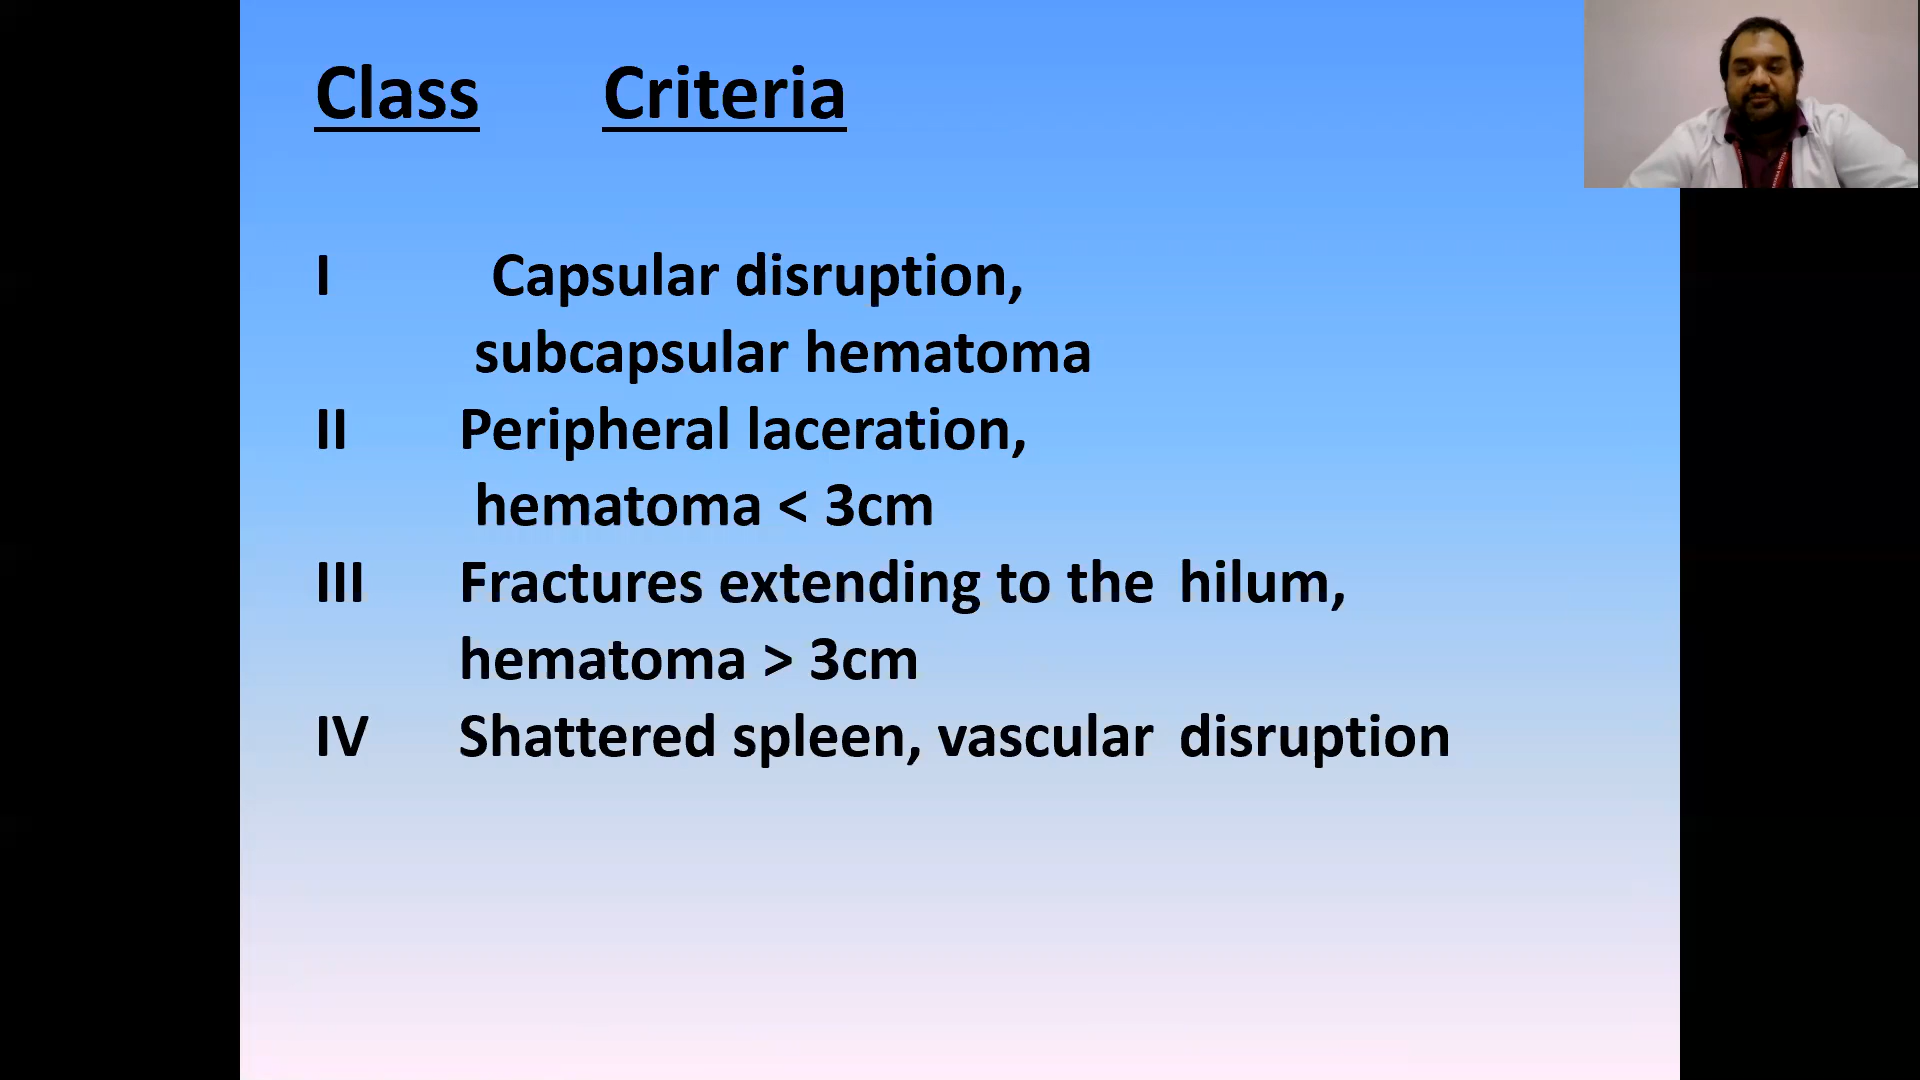 Class Criteria
I Capsular disruption,
subcapsular hematoma
II Peripheral laceration,
hematoma < 3cm
III Fractures extending to the hilum,
hematoma > 3cm
IV Shattered spleen, vascular disruption